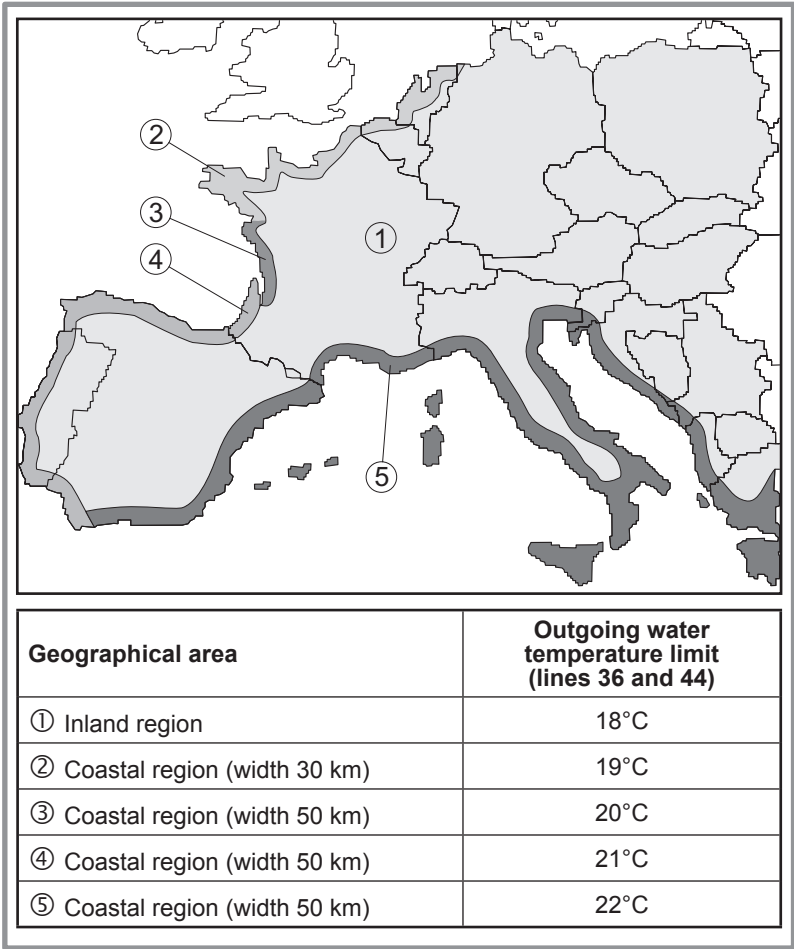 ②
③
①
④
⑤
Geographical area
Outgoing water
temperature limit
(lines 36 and 44)
① Inland region
18°C
② Coastal region (width 30 km)
19°C
③ Coastal region (width 50 km)
20°C
④ Coastal region (width 50 km)
21°C
⑤ Coastal region (width 50 km)
22°C